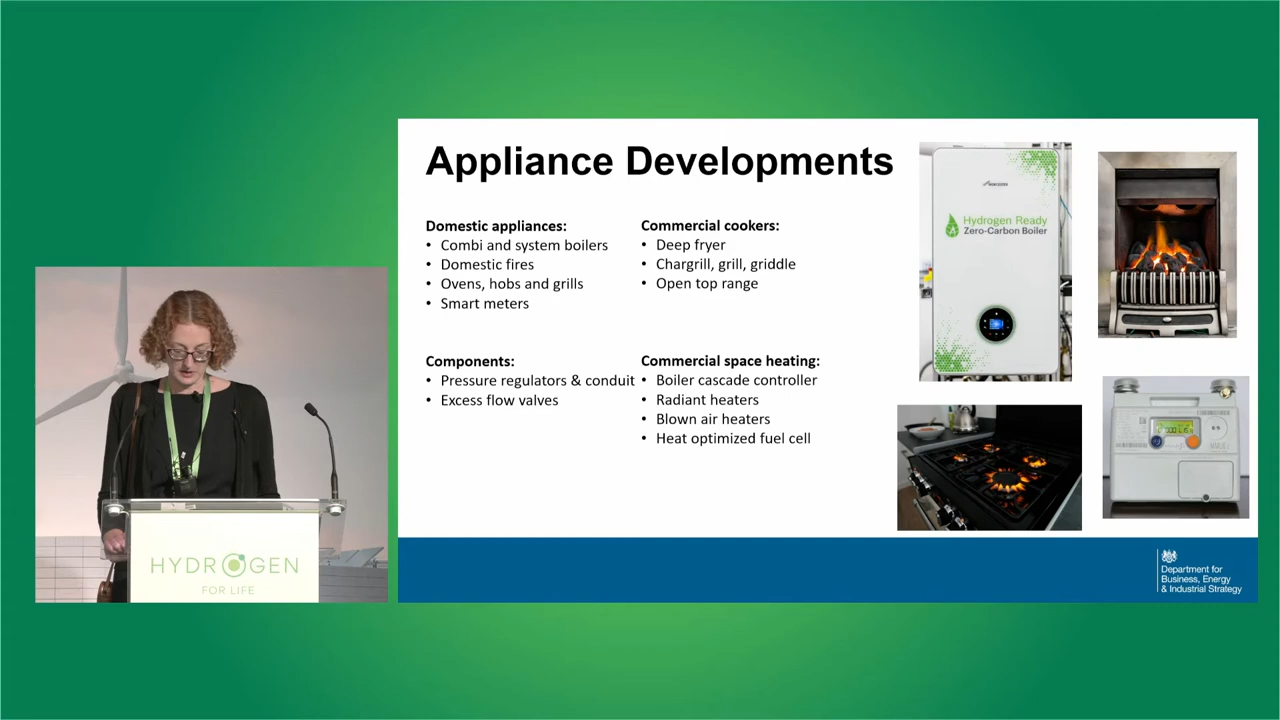 Appliance Developments
Domestic appliances:
• Combi and system boilers
• Domestic fires
• Ovens, hobs and grills
• Smart meters
Commercial cookers:
• Deep fryer
• Chargrill, grill, griddle
• Open top range
Components:
• Pressure regulators & conduit
• Excess flow valves
Commercial space heating:
• Boiler cascade controller
• Radiant heaters
• Blown air heaters
• Heat optimized fuel cell
WORCESTER
Hydrogen Ready
Zero-Carbon Boiler
HYDROGEN
FOR LIFE
Department for
Business, Energy
& Industrial Strategy